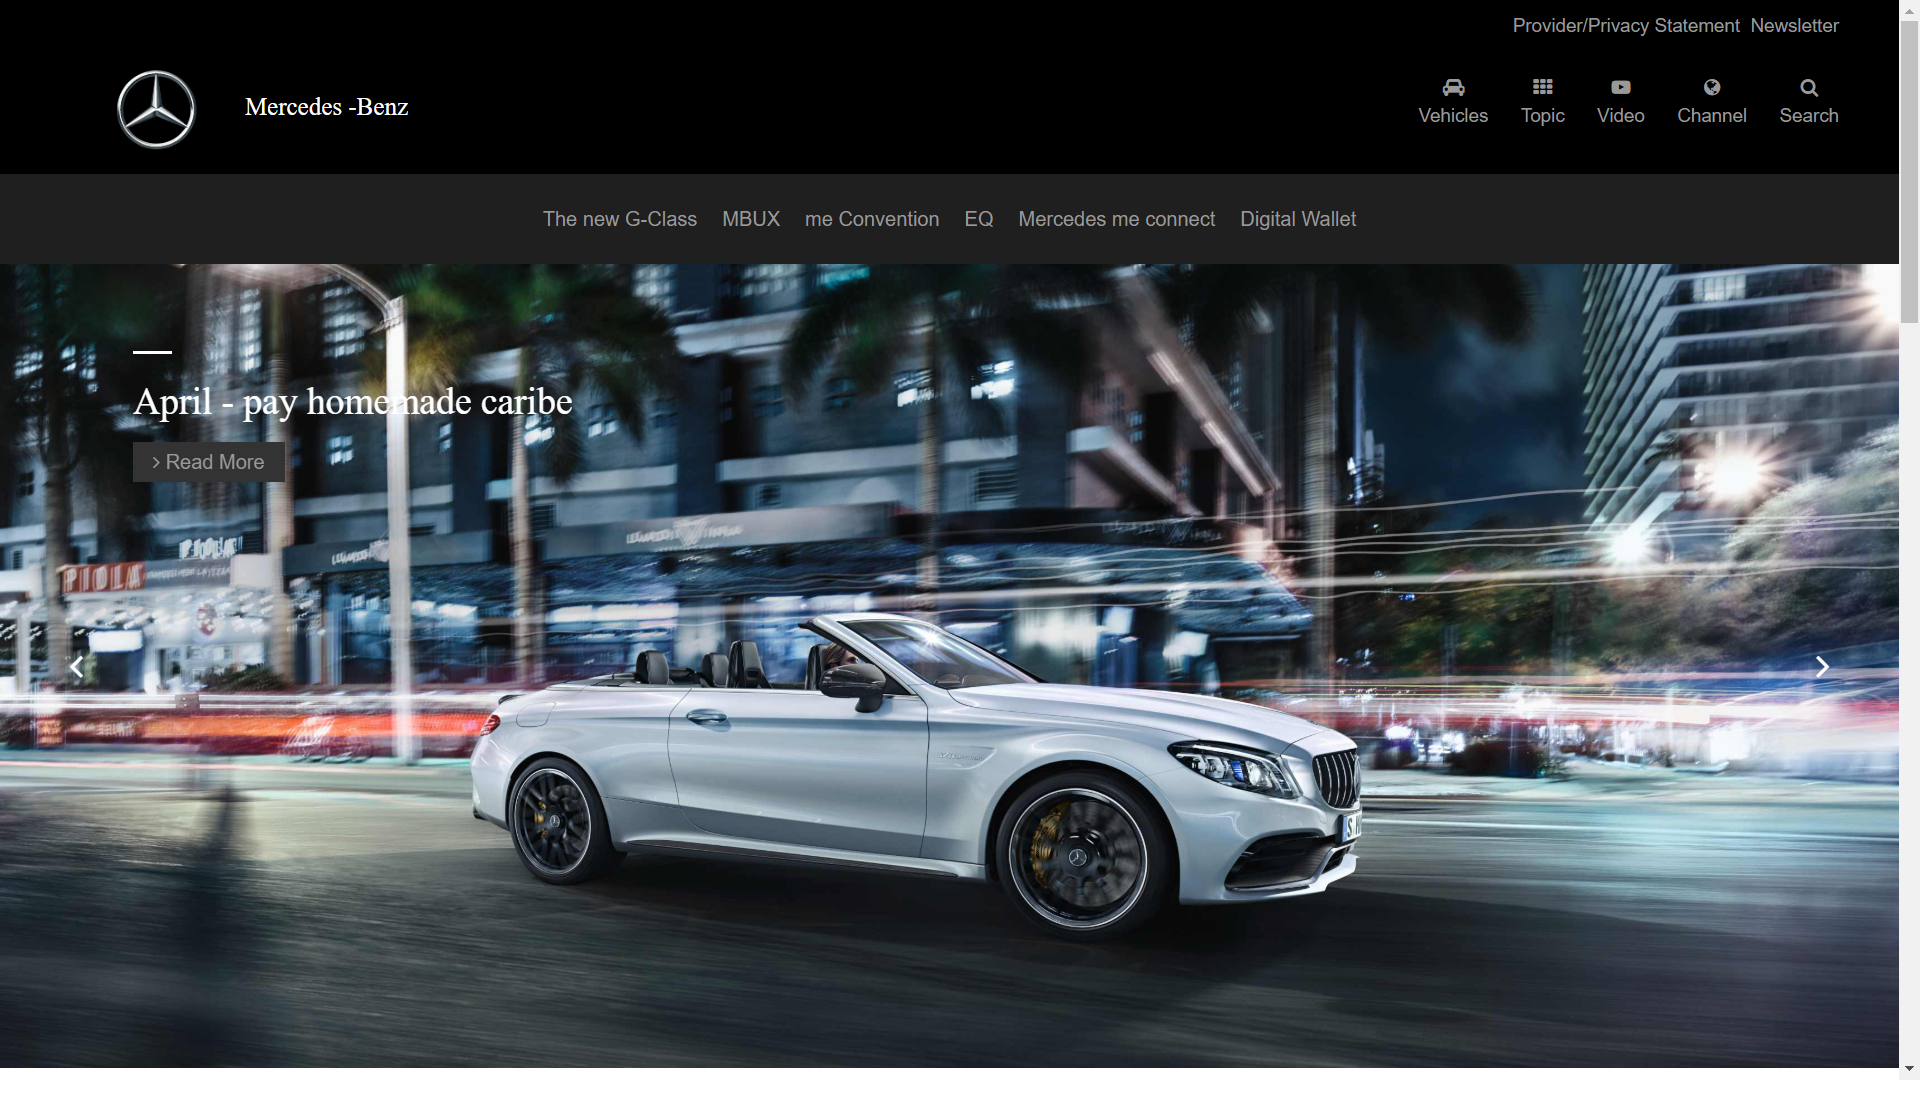 Provider/Privacy Statement Newsletter
Mercedes -Benz
Vehicles Topic Video Channel Search
The new G-Class MBUX me Convention EQ Mercedes me connect Digital Wallet
April - pay homemade caribe
Read More
PIOLA
PIOLA